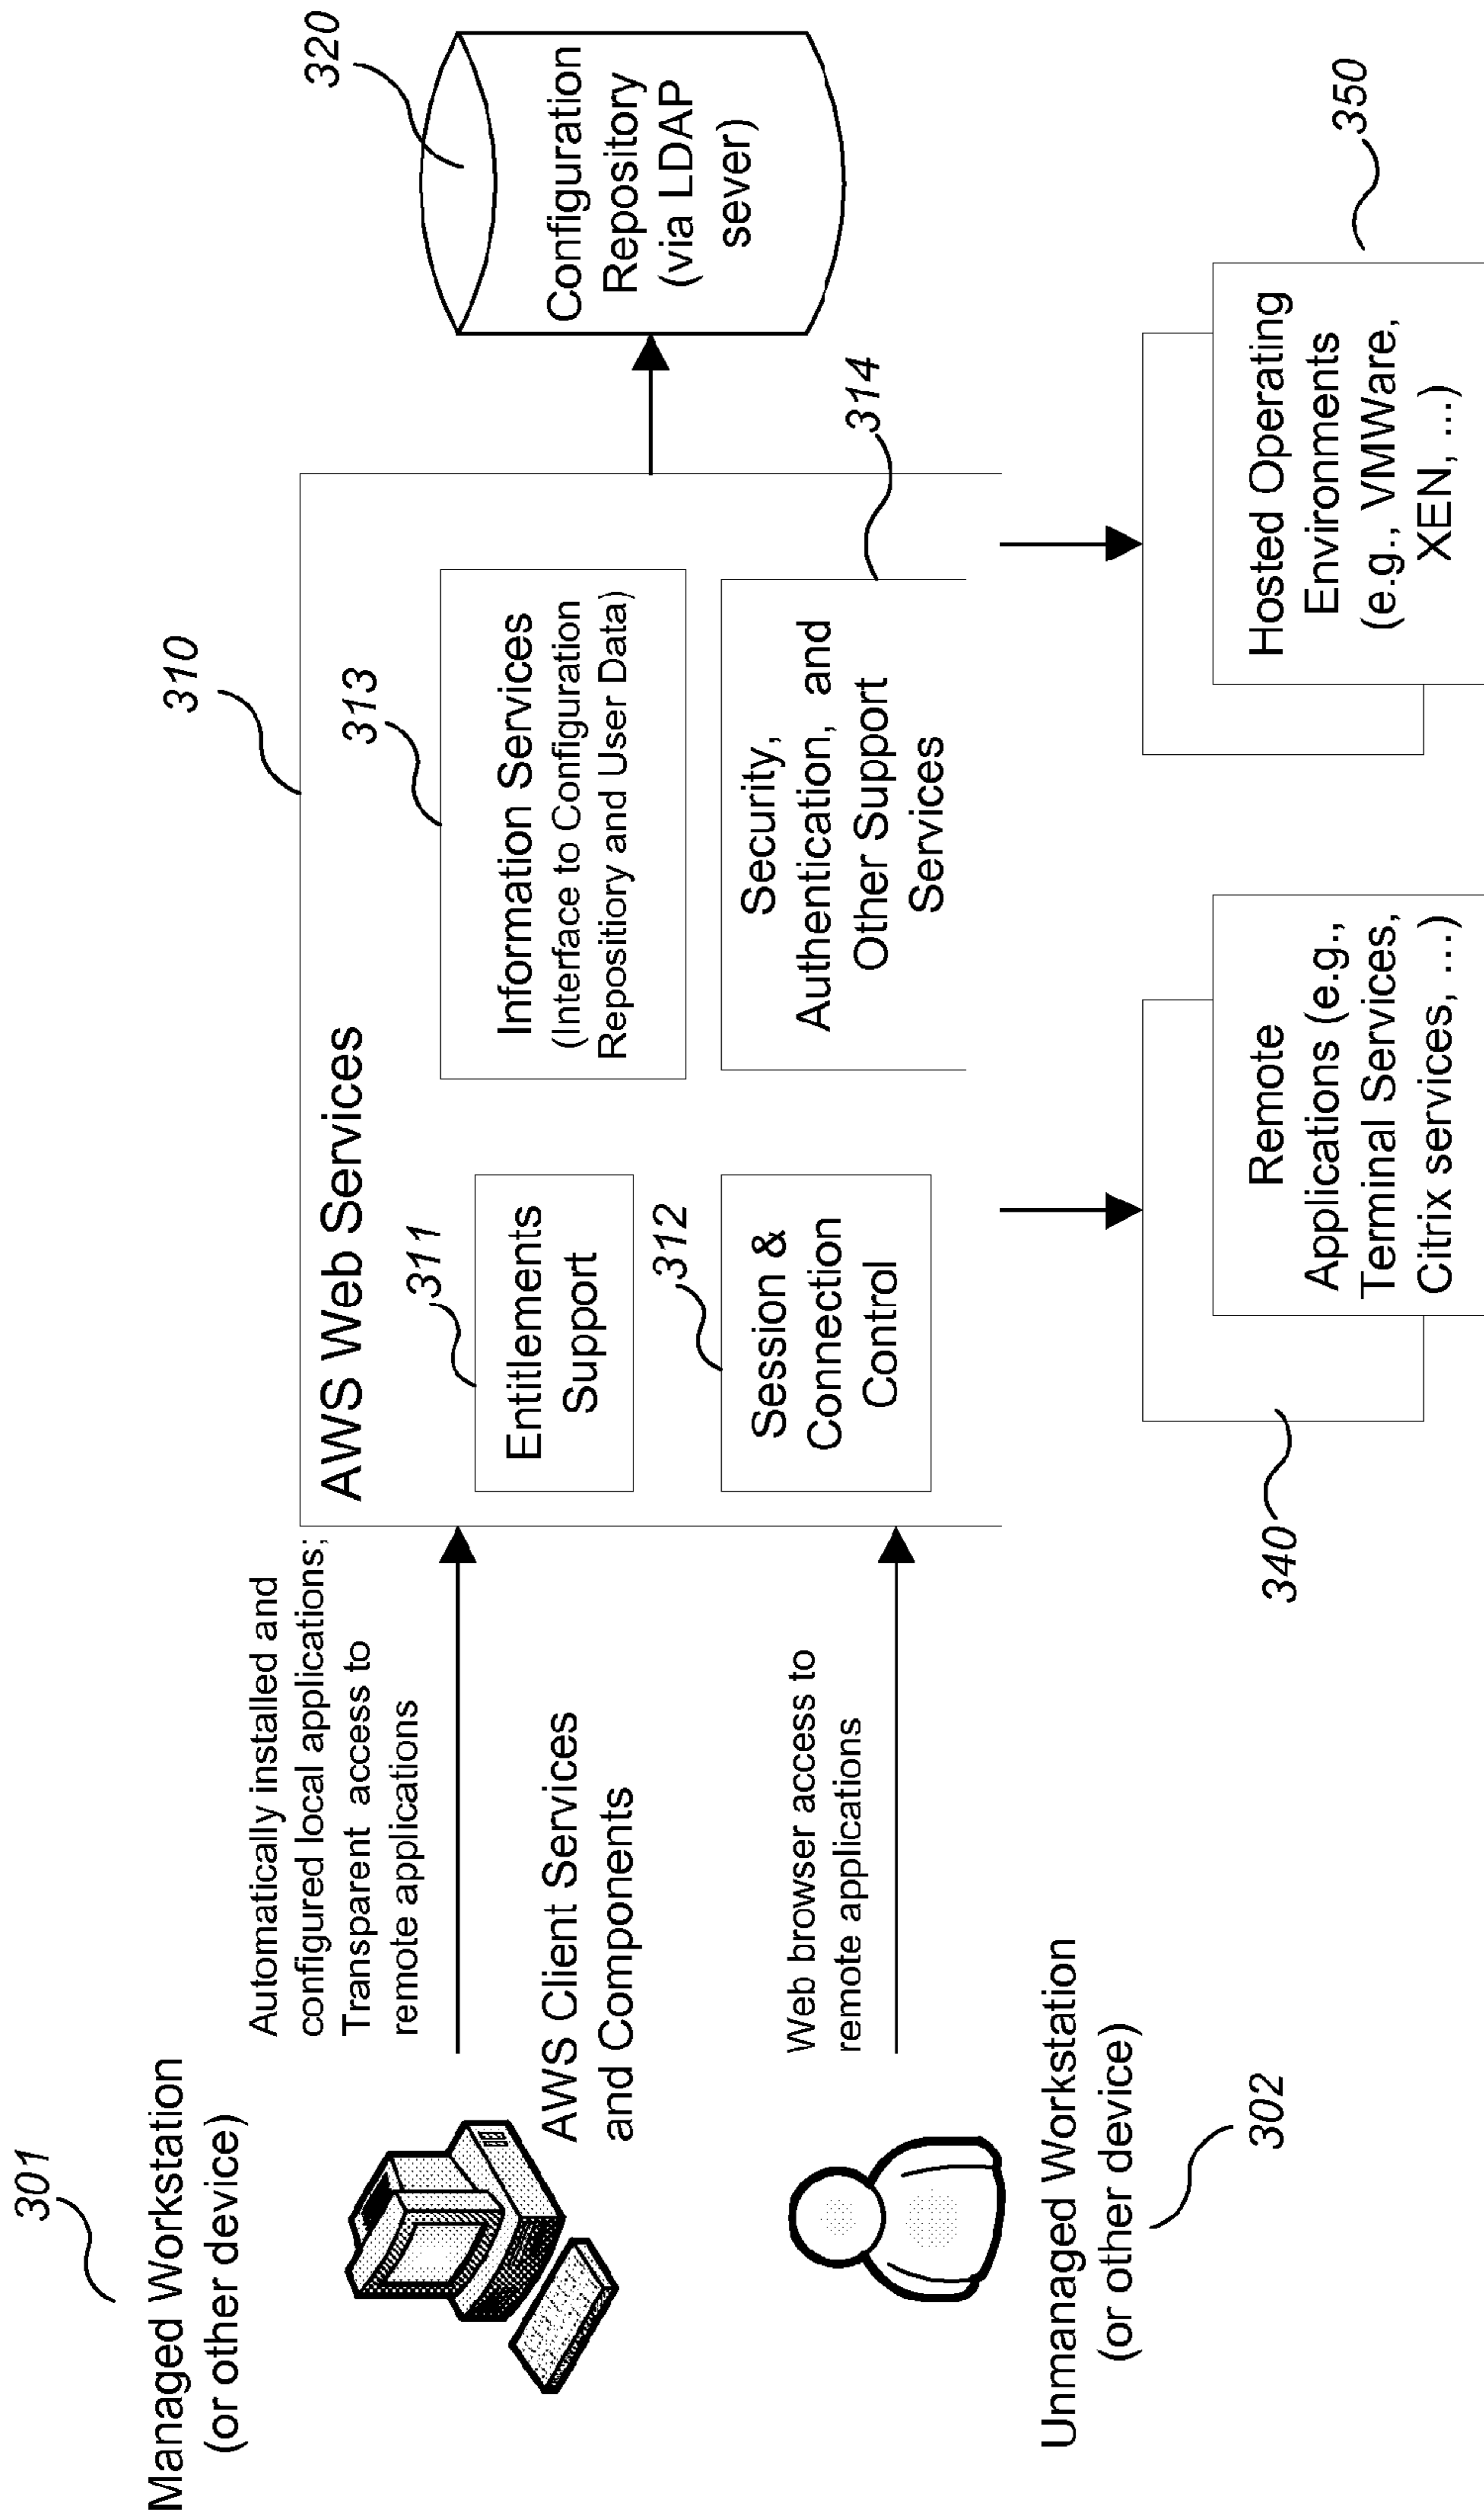 301
Managed Workstation
(or other device)
Automatically installed and
configured local applications;
Transparent access to
remote applications
AWS Client Services
and Components
Web browser access to
remote applications
Unmanaged Workstation
(or other device)
302
310
AWS Web Services
311
Entitlements
Support
312
Session &
Connection
Control
313
Information Services
(Interface to Configuration
Repositiory and User Data)
314
Security,
Authentication, and
Other Support
Services
320
Configuration
Repository
(via LDAP
sever)
340
Remote
Applications (e.g.,
Terminal Services,
Citrix services, ...)
350
Hosted Operating
Environments
(e.g., VMWare,
XEN, ...)